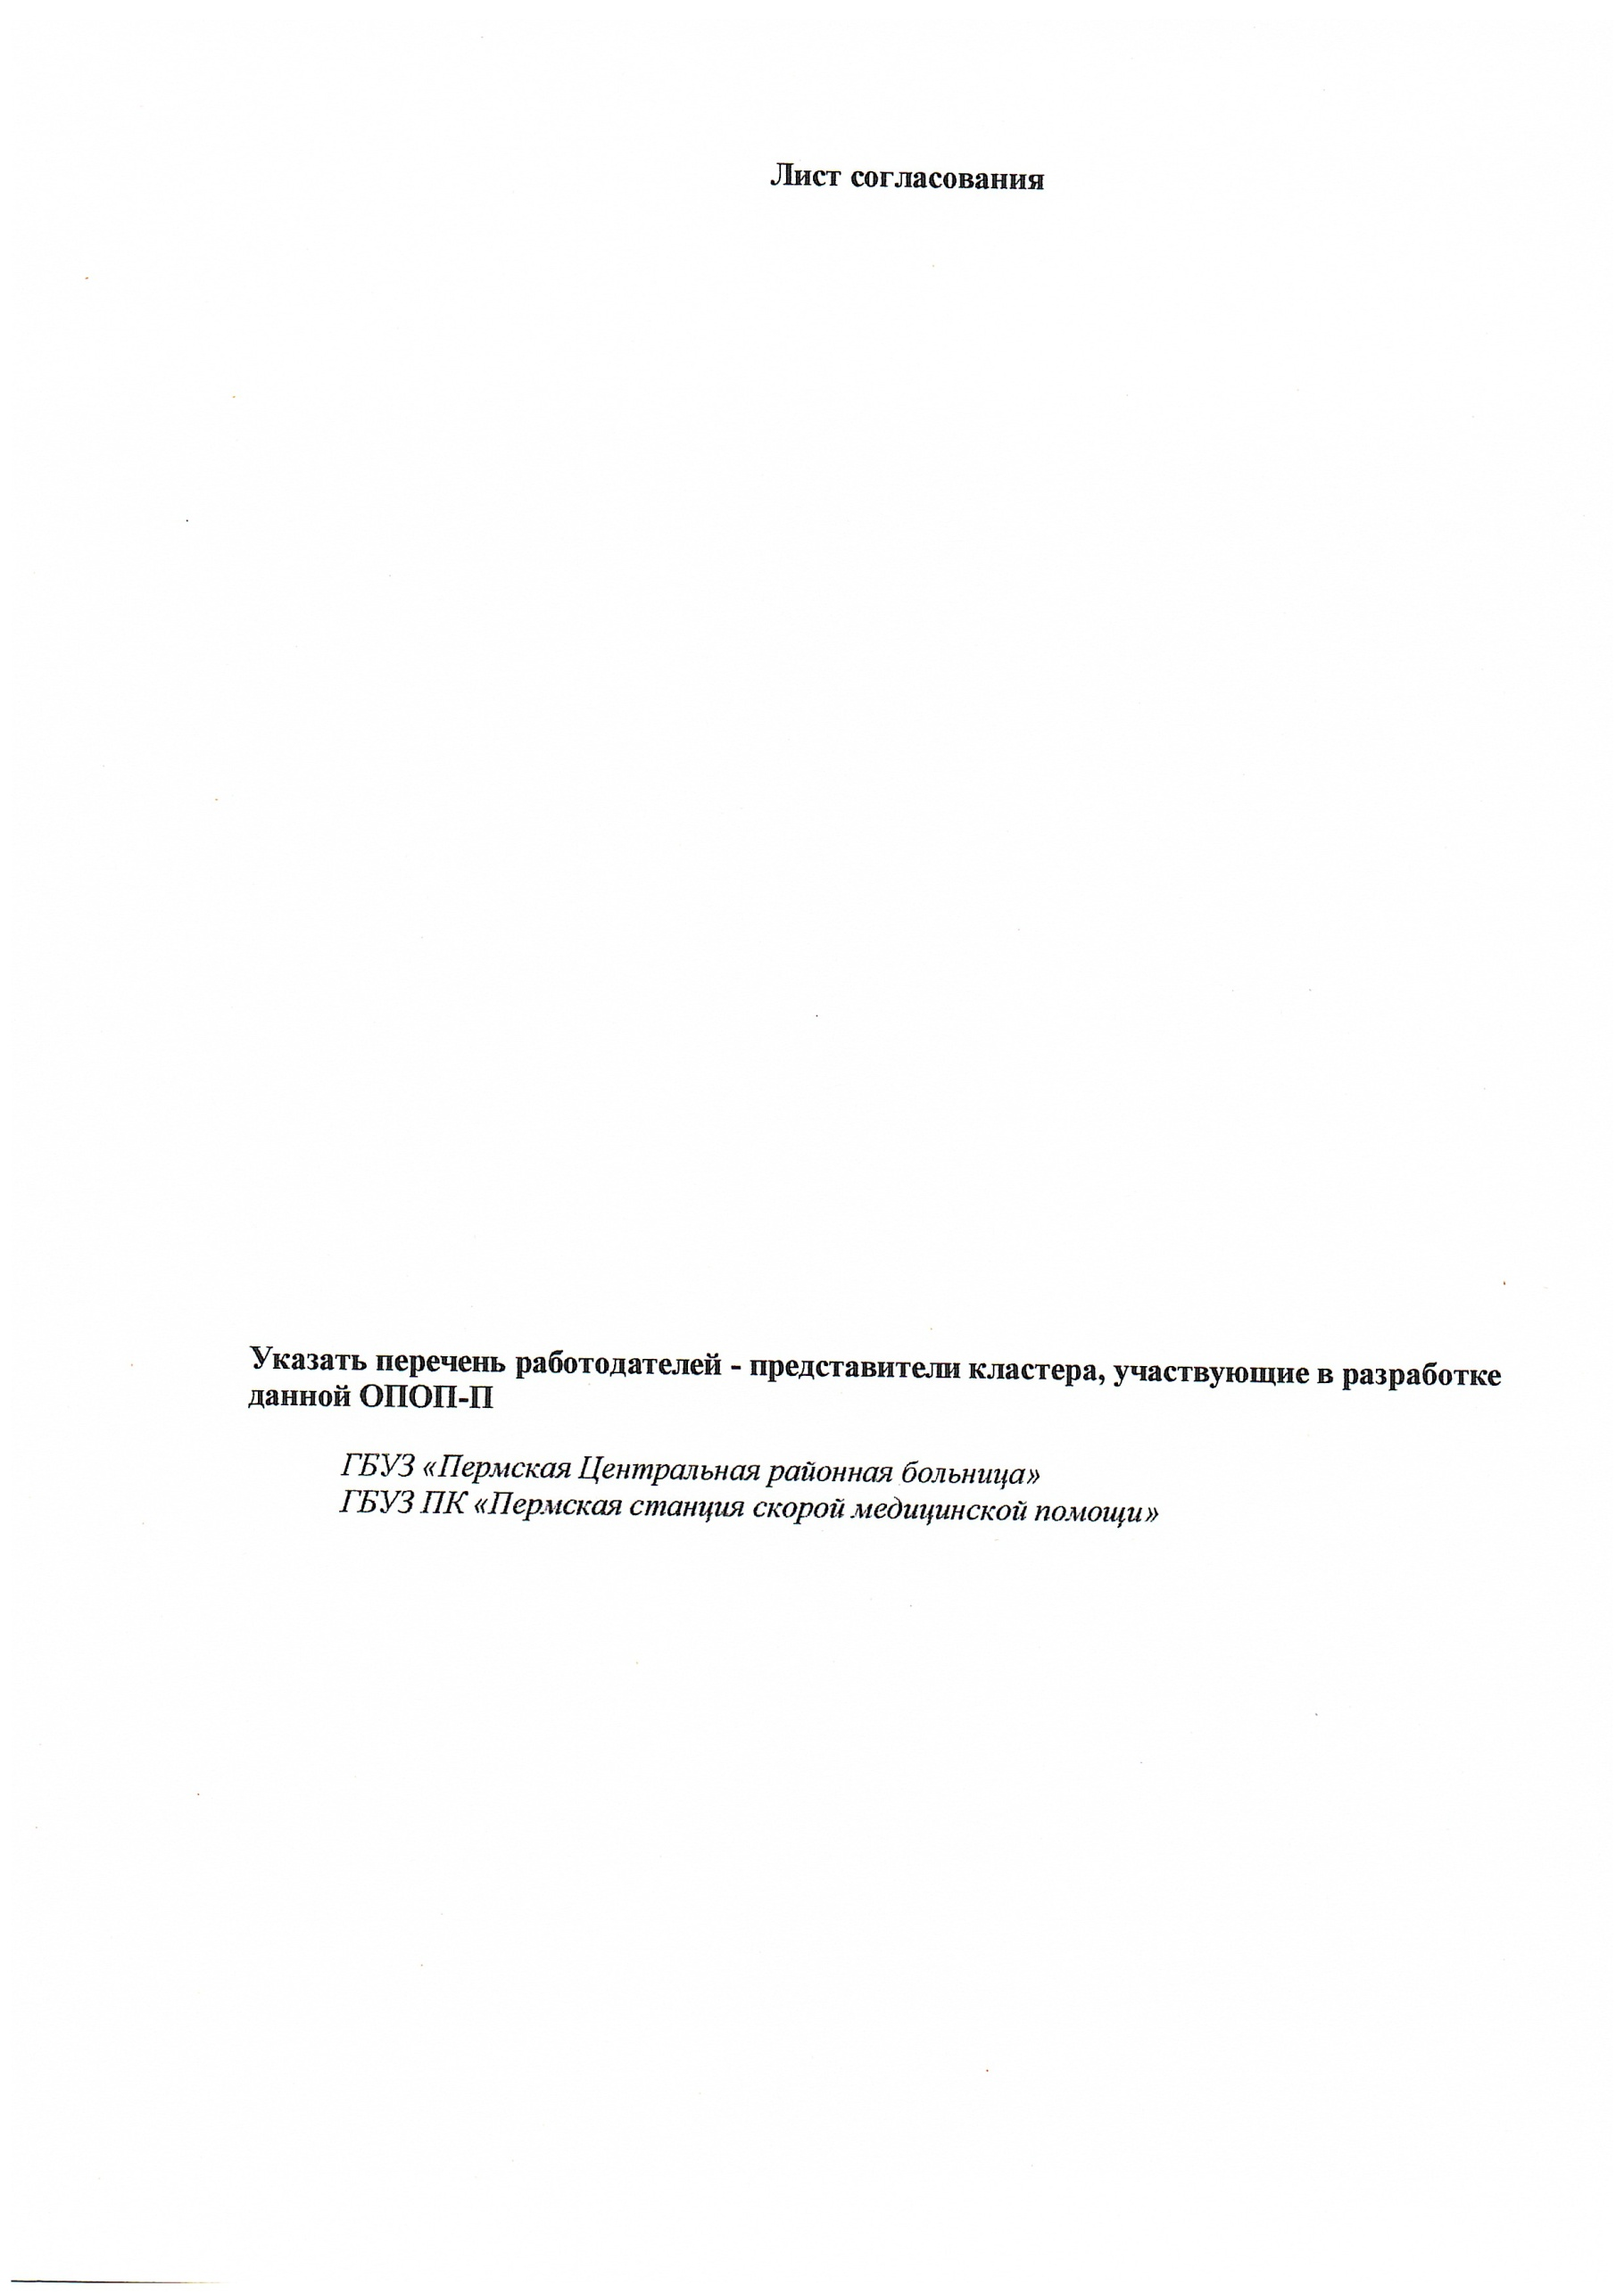 Лист согласования
Указать перечень работодателей - представители кластера, участвующие в разработке
данной ОПОП-П
ГБУЗ «Пермская Центральная районная больница»
ГБУЗ ПК «Пермская станция скорой медицинской помощи»